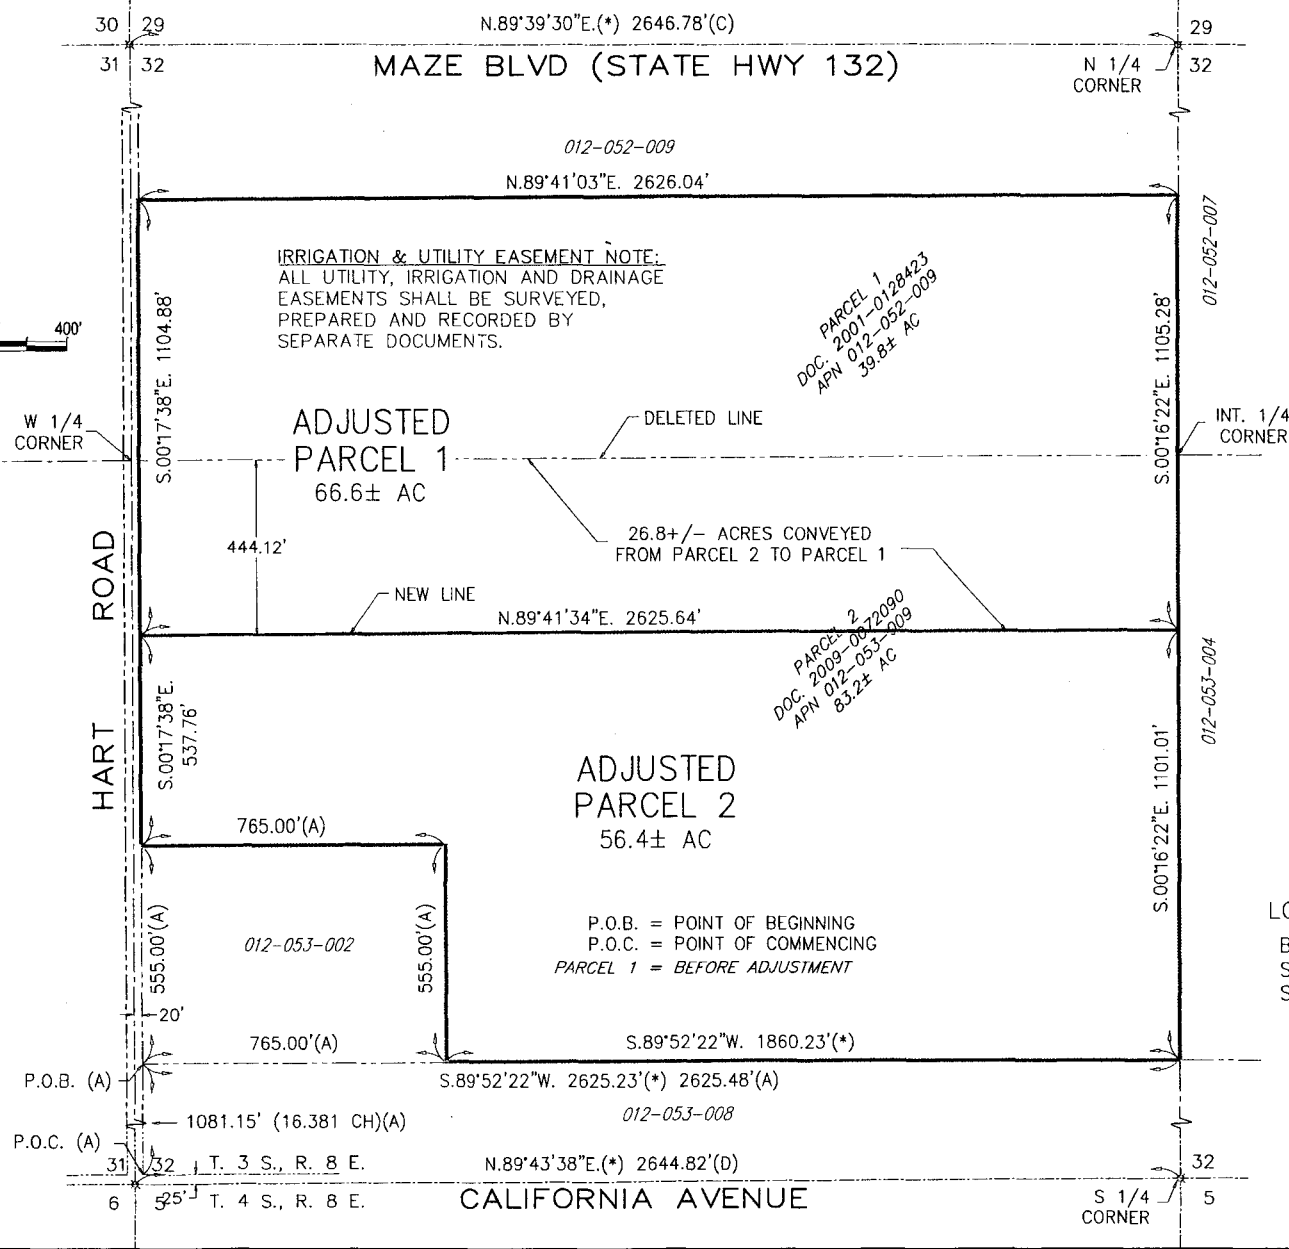 30 29
N.89°39'30"E.(*) 2646.78'(C)
29
31 32
MAZE BLVD (STATE HWY 132)
N 1/4
CORNER
32
012-052-009
N.89°41'03"E. 2626.04'
012-052-007
IRRIGATION & UTILITY EASEMENT NOTE:
ALL UTILITY, IRRIGATION AND DRAINAGE
EASEMENTS SHALL BE SURVEYED,
PREPARED AND RECORDED BY
SEPARATE DOCUMENTS.
PARCEL 1
DOC. 2001-0128423
APN 012-052-009
39.8± AC
400'
S.00°17'38"E. 1104.88'
S.00°16'22"E. 1105.28'
W 1/4
CORNER
ADJUSTED
PARCEL 1
66.6± AC
DELETED LINE
INT. 1/4
CORNER
444.12'
26.8+/- ACRES CONVEYED
FROM PARCEL 2 TO PARCEL 1
HART ROAD
NEW LINE
N.89°41'34"E. 2625.64'
PARCEL 2
DOC. 2009-0072090
APN 012-053-009
83.2± AC
012-053-004
S.00°17'38"E.
537.76'
S.00°16'22"E. 1101.01'
ADJUSTED
PARCEL 2
56.4± AC
765.00'(A)
555.00'(A)
012-053-002
555.00'(A)
P.O.B. = POINT OF BEGINNING
P.O.C. = POINT OF COMMENCING
PARCEL 1 = BEFORE ADJUSTMENT
LO
B
S
S
20'
765.00'(A)
S.89°52'22"W. 1860.23'(*)
P.O.B. (A)
S.89°52'22"W. 2625.23'(*) 2625.48'(A)
012-053-008
1081.15' (16.381 CH)(A)
P.O.C. (A)
31 32
T. 3 S., R. 8 E.
N.89°43'38"E.(*) 2644.82'(D)
32
6 5
25'
T. 4 S., R. 8 E.
CALIFORNIA AVENUE
S 1/4
CORNER
5